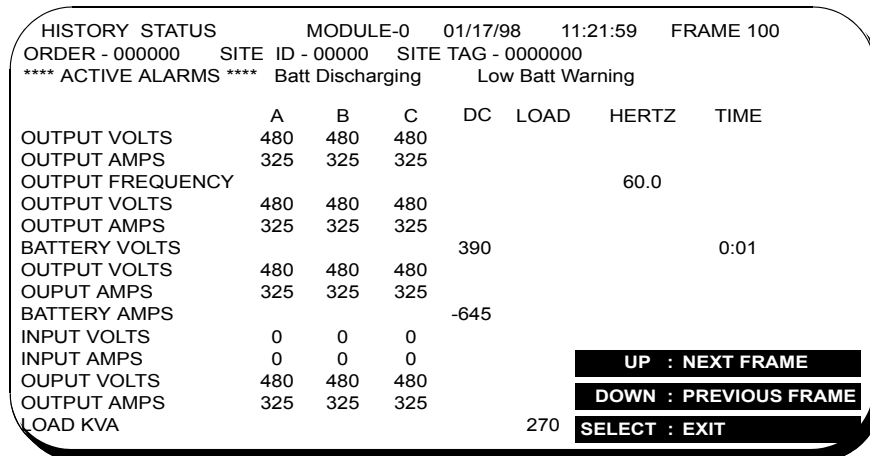 HISTORY STATUS MODULE-0 01/17/98 11:21:59 FRAME 100
ORDER - 000000 SITE ID - 00000 SITE TAG - 0000000
**** ACTIVE ALARMS **** Batt Discharging Low Batt Warning
A B C DC LOAD HERTZ TIME
OUTPUT VOLTS 480 480 480
OUTPUT AMPS 325 325 325
OUTPUT FREQUENCY 60.0
OUTPUT VOLTS 480 480 480
OUTPUT AMPS 325 325 325
BATTERY VOLTS 390 0:01
OUTPUT VOLTS 480 480 480
OUPUT AMPS 325 325 325
BATTERY AMPS -645
INPUT VOLTS 0 0 0
INPUT AMPS 0 0 0 UP : NEXT FRAME
OUPUT VOLTS 480 480 480
OUTPUT AMPS 325 325 325 DOWN : PREVIOUS FRAME
LOAD KVA 270 SELECT : EXIT